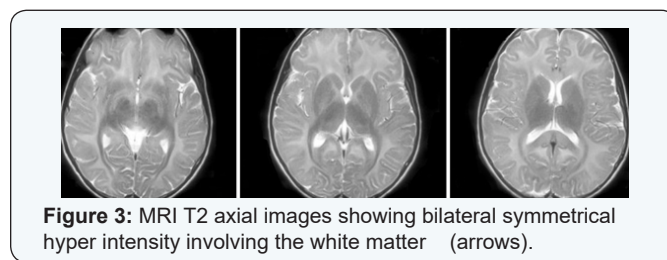 Figure 3: MRI T2 axial images showing bilateral symmetrical
hyper intensity involving the white matter (arrows).